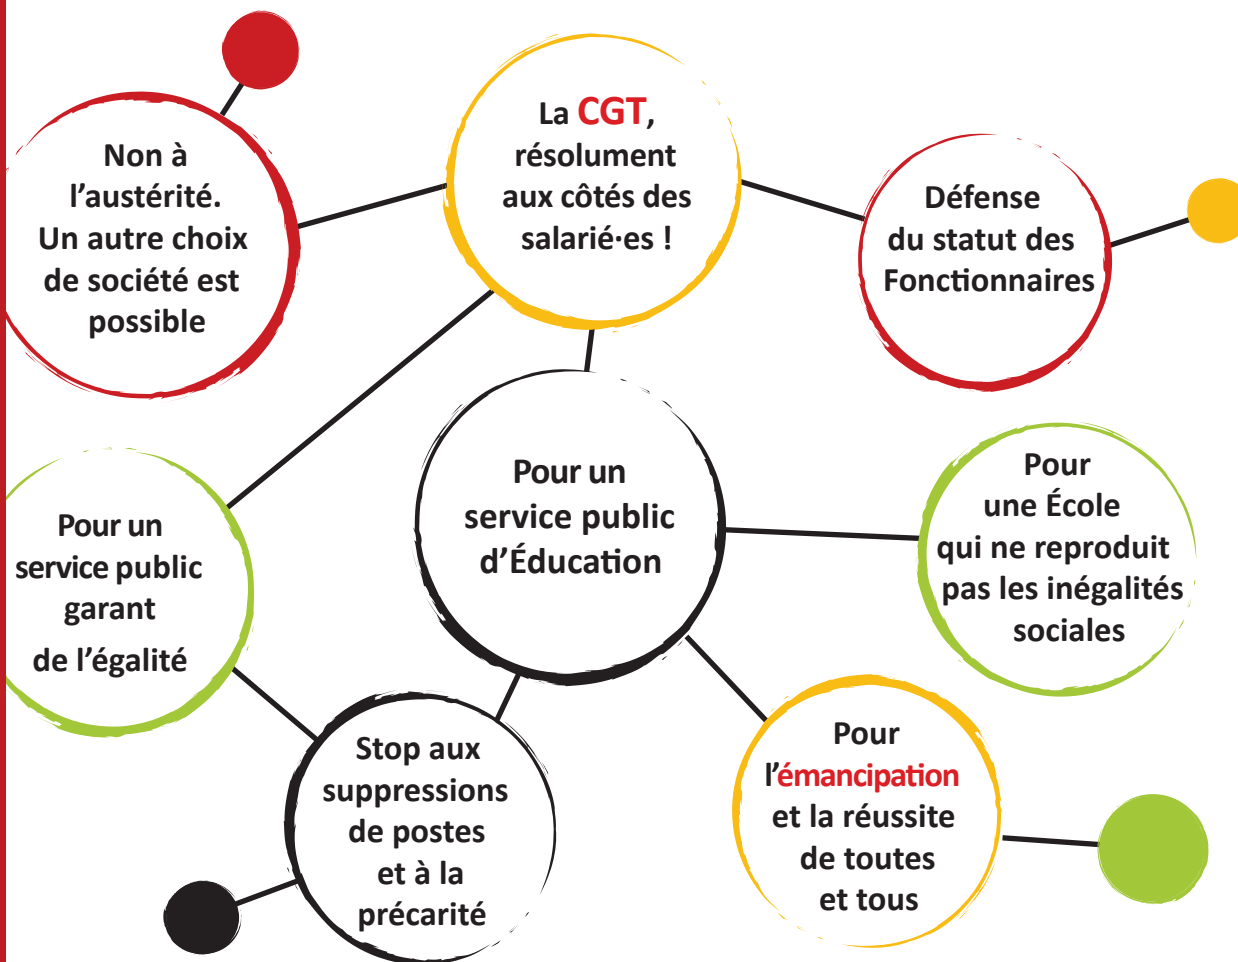 La CGT,
résolument
aux côtés des
salarié·es !
Non à
l’austérité.
Un autre choix
de société est
possible
Défense
du statut des
Fonctionnaires
Pour un
service public
d’Éducation
Pour
une École
qui ne reproduit
pas les inégalités
sociales
Pour un
service public
garant
de l’égalité
Stop aux
suppressions
de postes
et à la
précarité
Pour
l’émancipation
et la réussite
de toutes
et tous